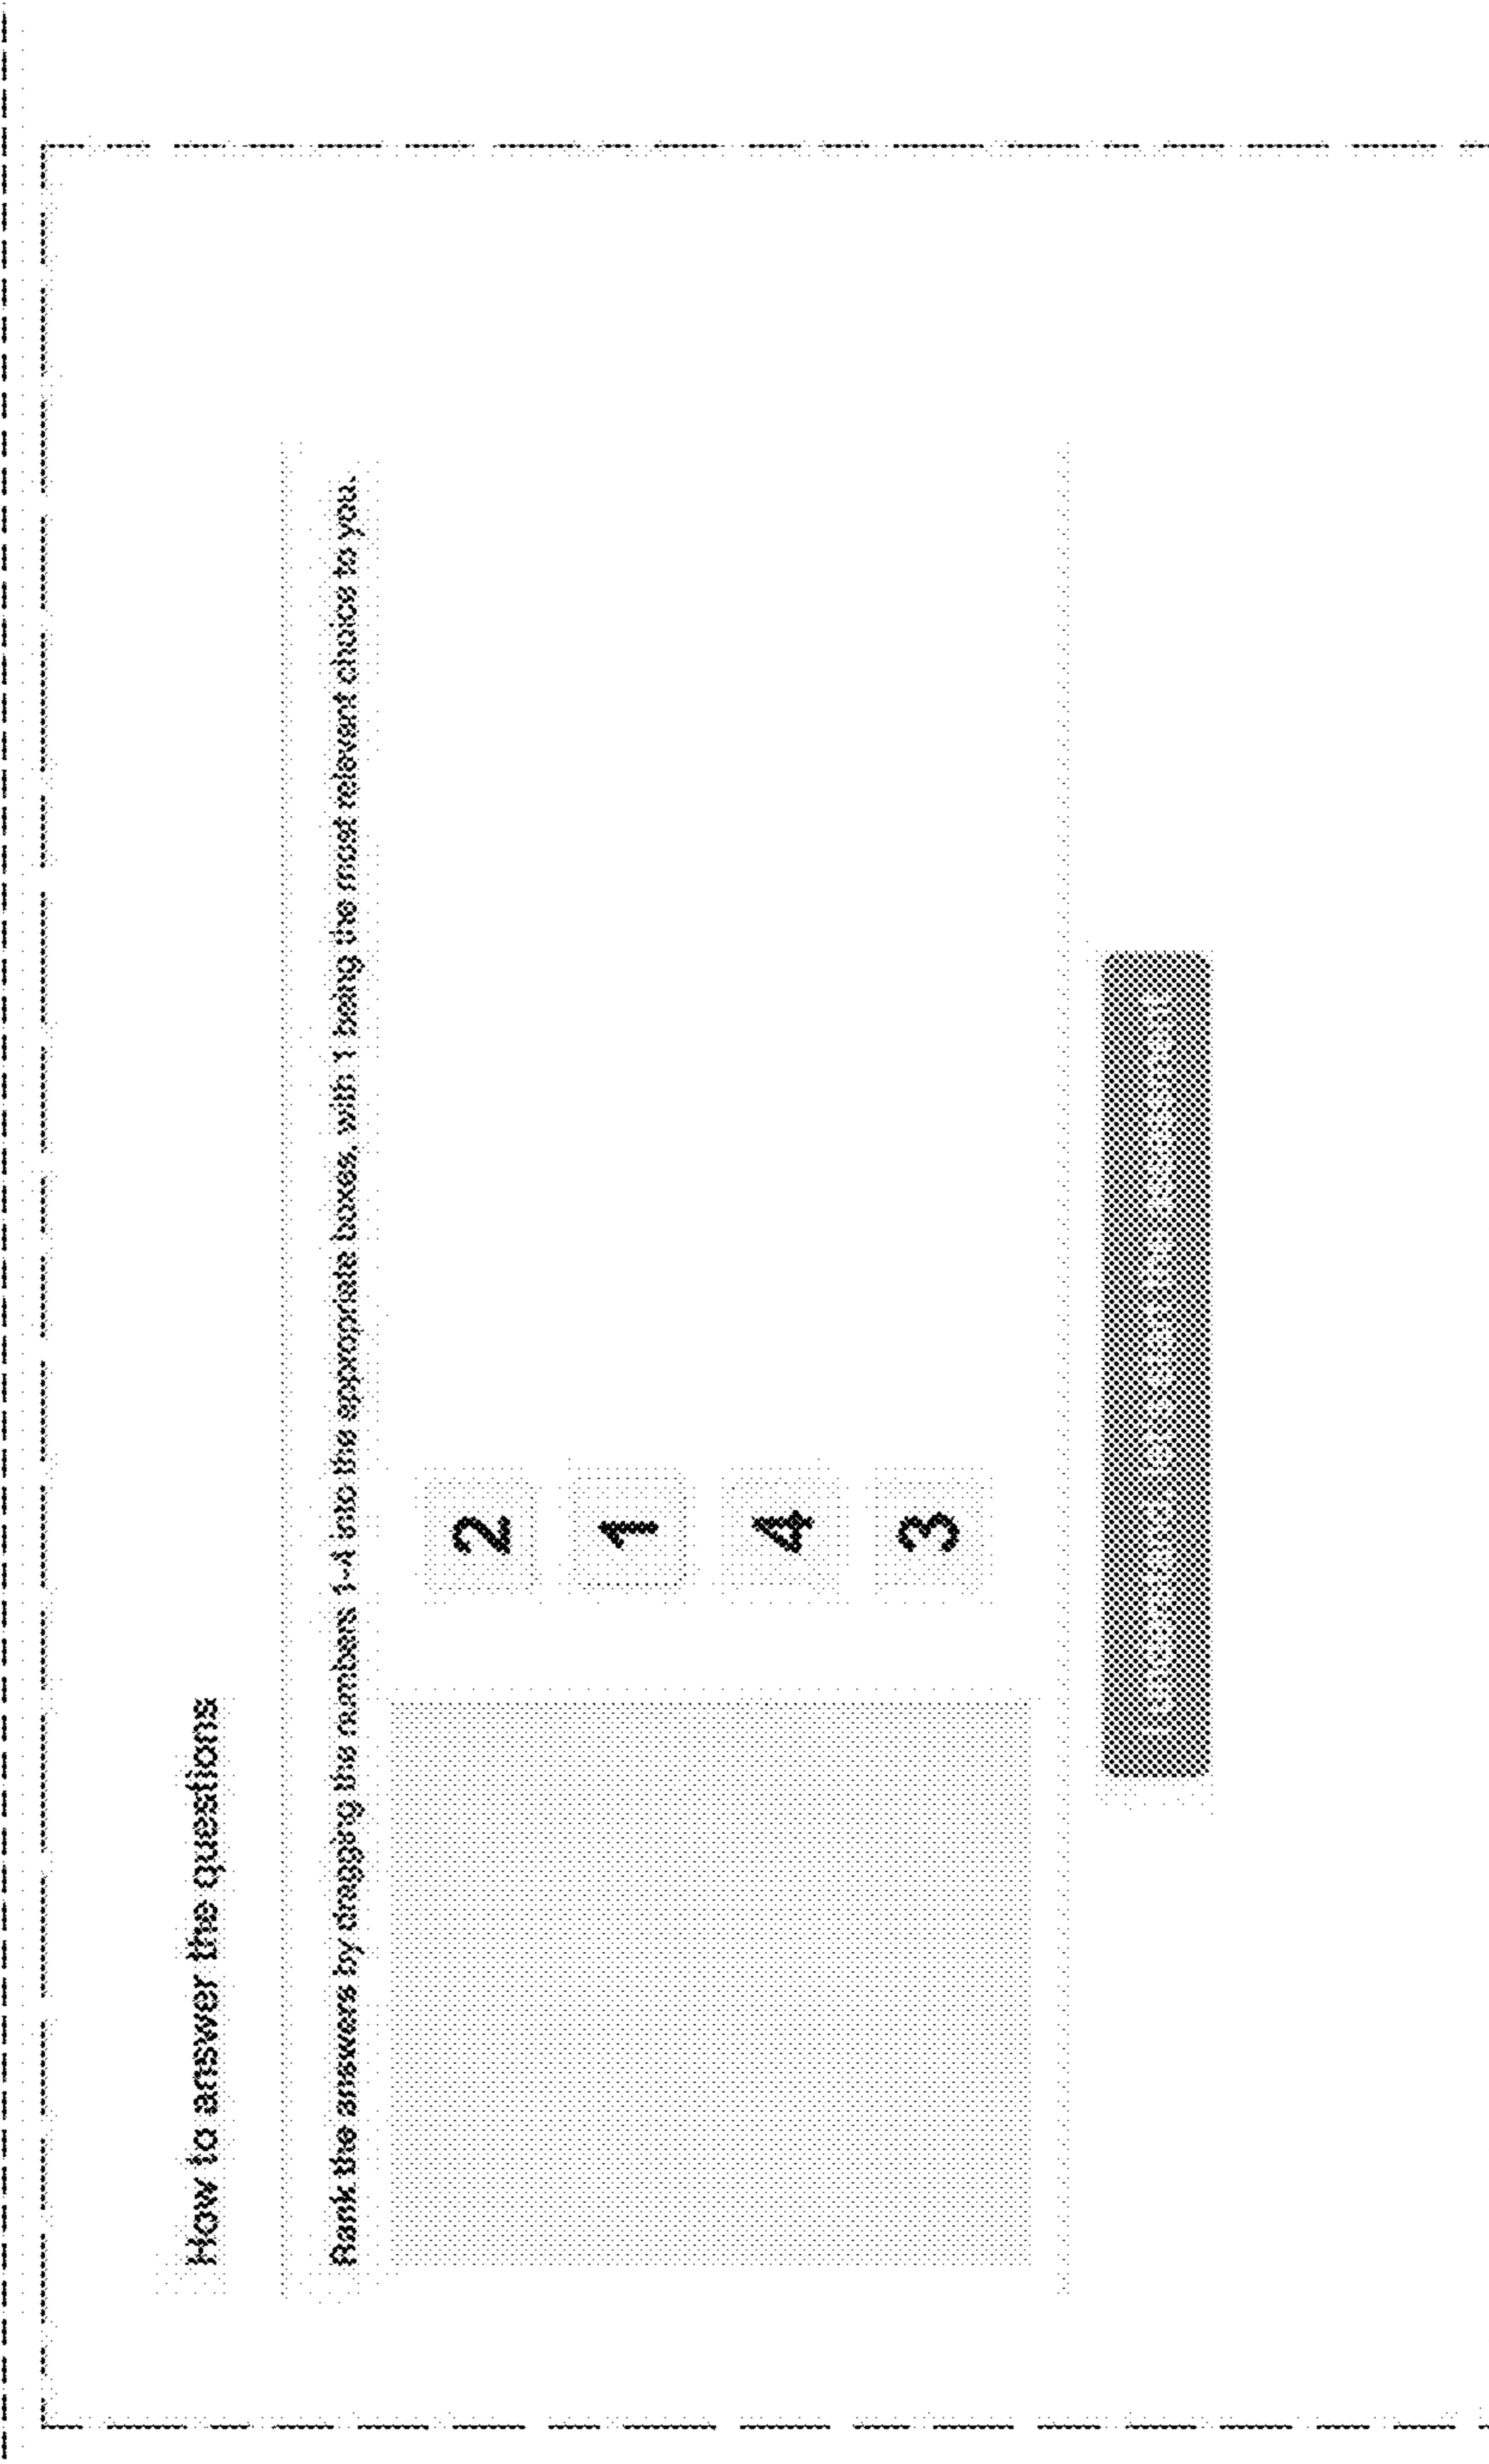 How to answer the questions
Rank the answers by dragging the numbers 1-4 into the appropriate boxes, with 1 being the most relevant choice to you.
2
1
4
3